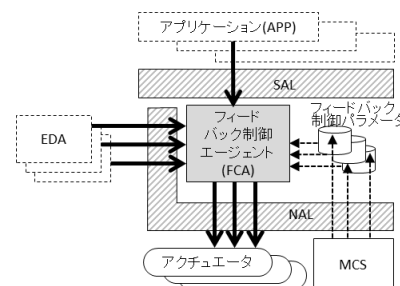 アプリケーション(APP)
SAL
フィードバック
制御パラメータ
フィード
バック制御
エージェント
(FCA)
EDA
NAL
アクチュエータ
MCS